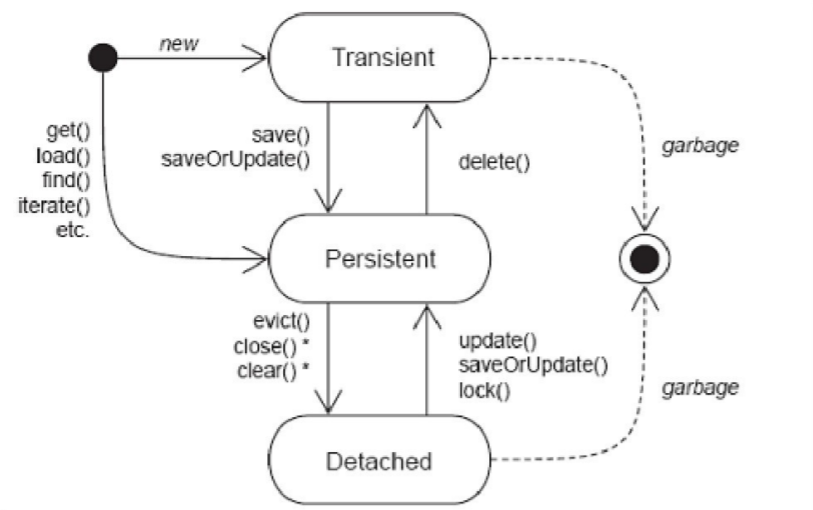 new
Transient
get()
load()
find()
iterate()
etc.
save()
saveOrUpdate()
delete()
garbage
Persistent
evict()
close() *
clear() *
update()
saveOrUpdate()
lock()
garbage
Detached